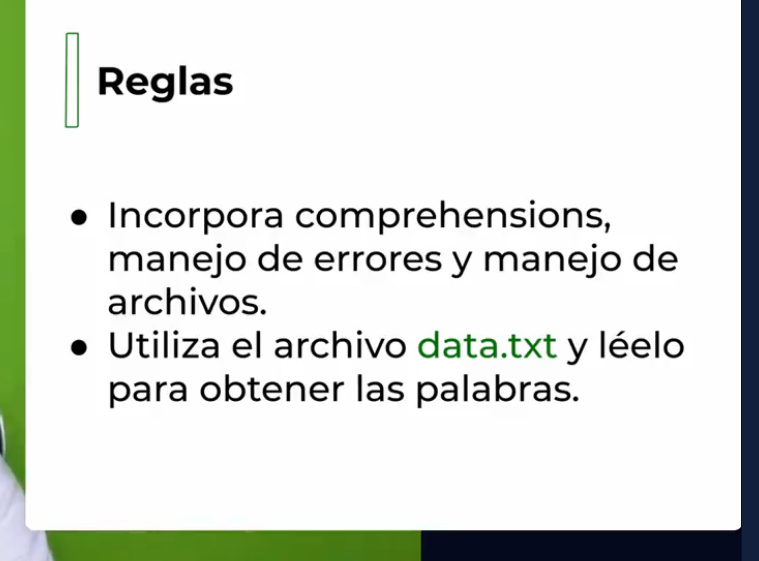 Reglas
● Incorpora comprehensions,
manejo de errores y manejo de
archivos.
● Utiliza el archivo data.txt y léelo
para obtener las palabras.